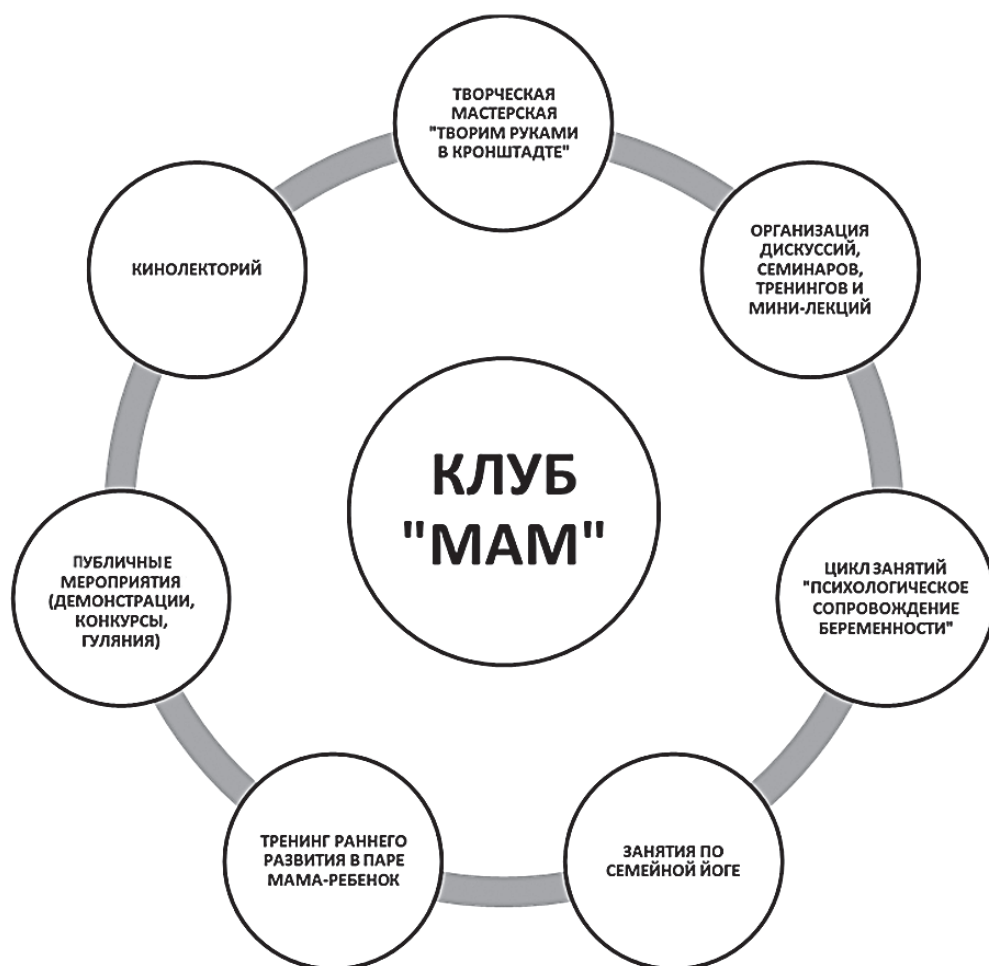 ТВОРЧЕСКАЯ
МАСТЕРСКАЯ
"ТВОРИМ РУКАМИ
В КРОНШТАДТЕ"
ОРГАНИЗАЦИЯ
ДИСКУССИЙ,
СЕМИНАРОВ,
ТРЕНИНГОВ И
МИНИ-ЛЕКЦИЙ
ЦИКЛ ЗАНЯТИЙ
"ПСИХОЛОГИЧЕСКОЕ
СОПРОВОЖДЕНИЕ
БЕРЕМЕННОСТИ"
ЗАНЯТИЯ ПО
СЕМЕЙНОЙ ЙОГЕ
ТРЕНИНГ РАННЕГО
РАЗВИТИЯ В ПАРЕ
МАМА-РЕБЕНОК
ПУБЛИЧНЫЕ
МЕРОПРИЯТИЯ
(ДЕМОНСТРАЦИИ,
КОНКУРСЫ,
ГУЛЯНИЯ)
КИНОЛЕКТОРИЙ
КЛУБ
"МАМ"